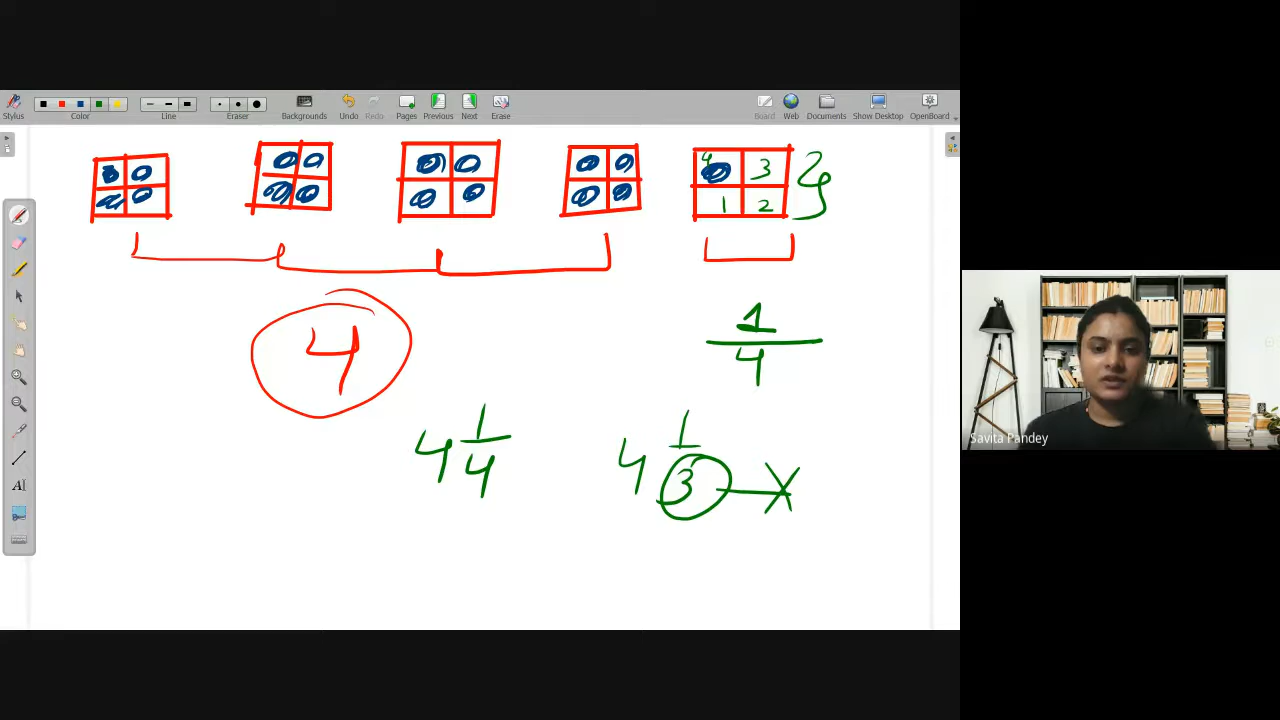 Stylus
Color
Line
Eraser
Backgrounds
Undo
Redo
Pages
Previous
Next
Erase
Board
Web
Documents
Show Desktop
OpenBoard
4 3
1 2
4
1
4
4 1/4
4 1/3 X
Savita Pandey